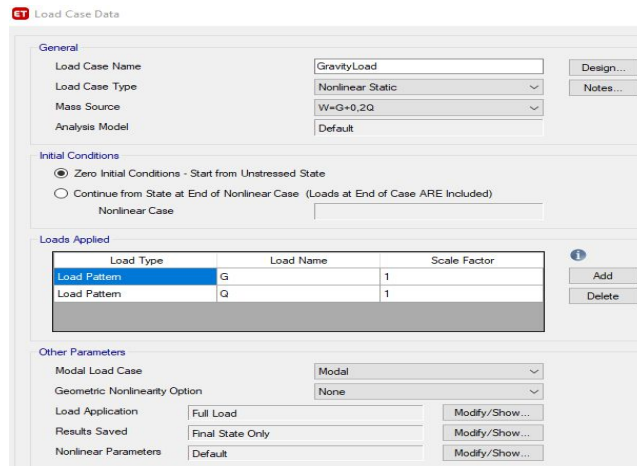 ET Load Case Data
General
Load Case Name GravityLoad Design...
Load Case Type Nonlinear Static Notes...
Mass Source W=G+0,2Q
Analysis Model Default
Initial Conditions
Zero Initial Conditions - Start from Unstressed State
Continue from State at End of Nonlinear Case (Loads at End of Case ARE Included)
Nonlinear Case
Loads Applied
Load Type Load Name Scale Factor
Load Pattern G 1 Add
Load Pattern Q 1 Delete
Other Parameters
Modal Load Case Modal
Geometric Nonlinearity Option None
Load Application Full Load Modify/Show...
Results Saved Final State Only Modify/Show...
Nonlinear Parameters Default Modify/Show...